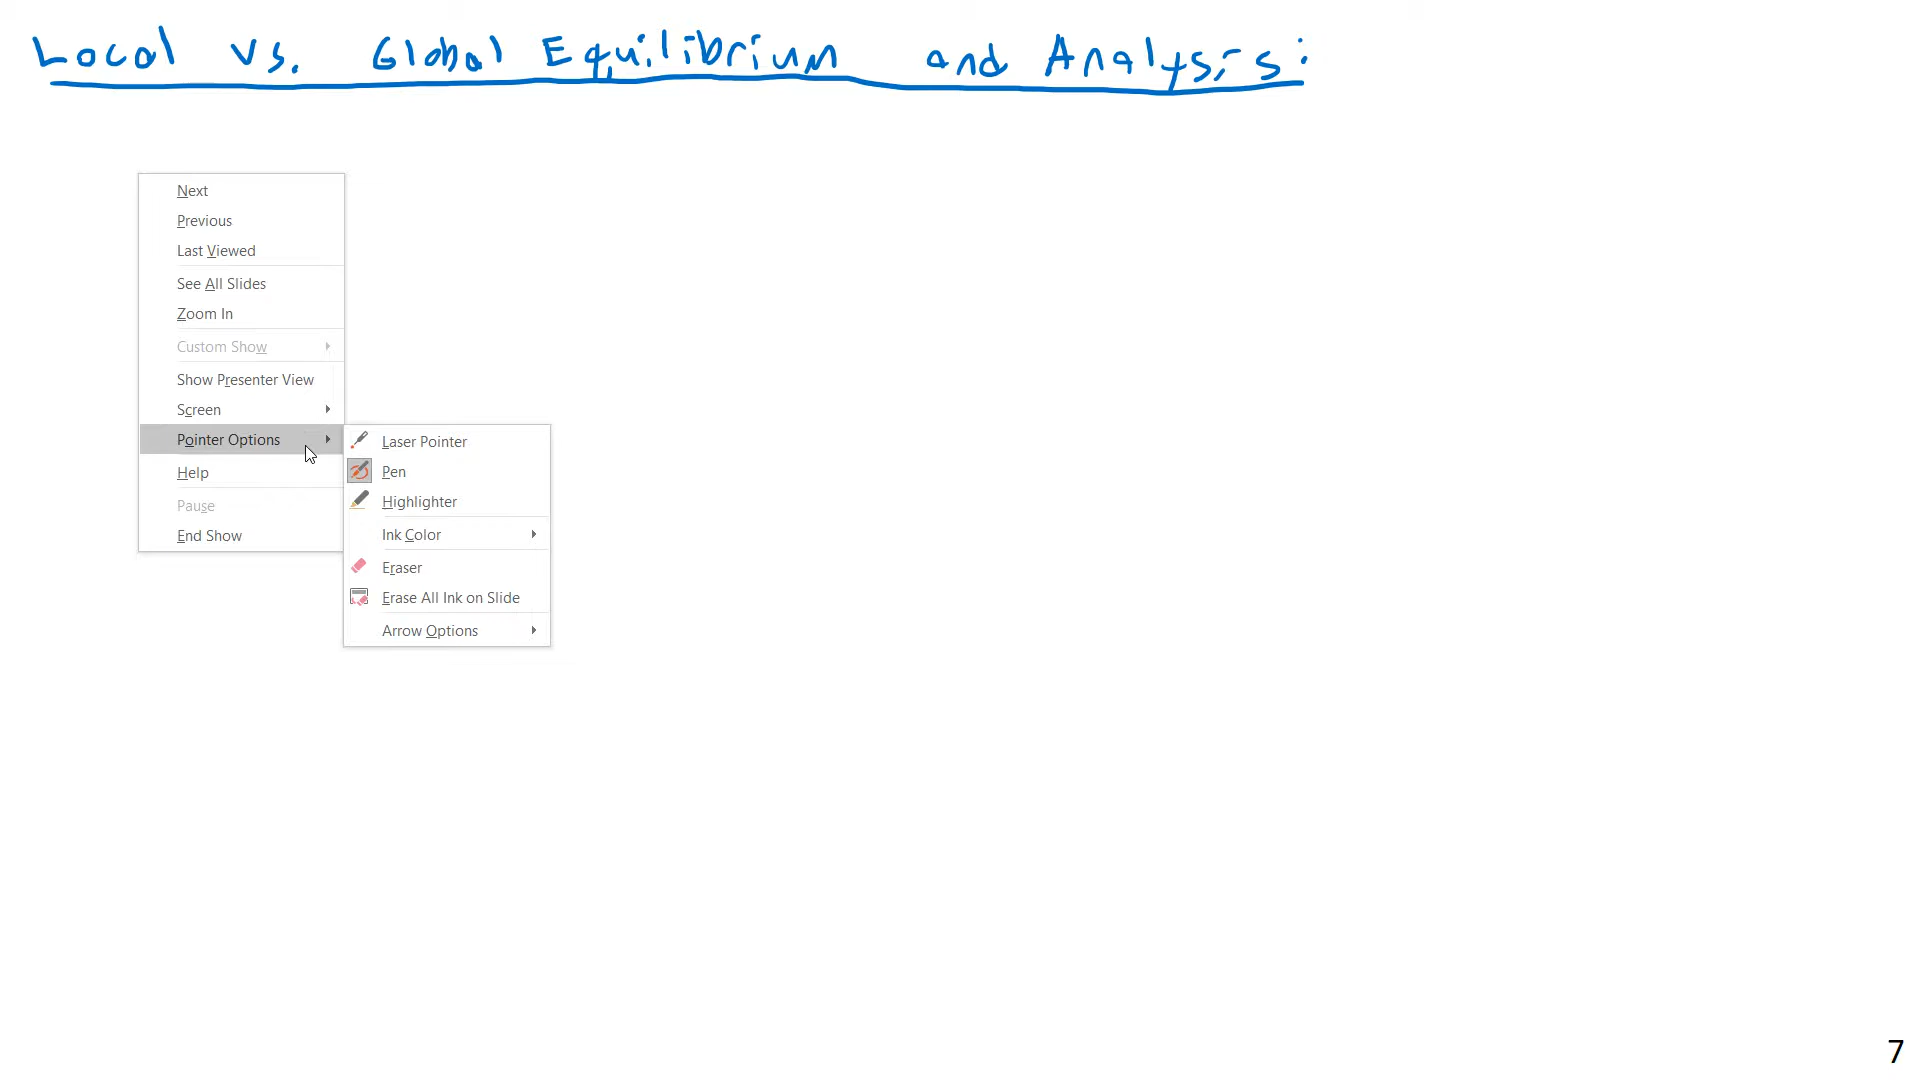 Local vs. Global Equilibrium and Analysis:
Next
Previous
Last Viewed
See All Slides
Zoom In
Custom Show
Show Presenter View
Screen
Pointer Options
Help
Pause
End Show
Laser Pointer
Pen
Highlighter
Ink Color
Eraser
Erase All Ink on Slide
Arrow Options
7